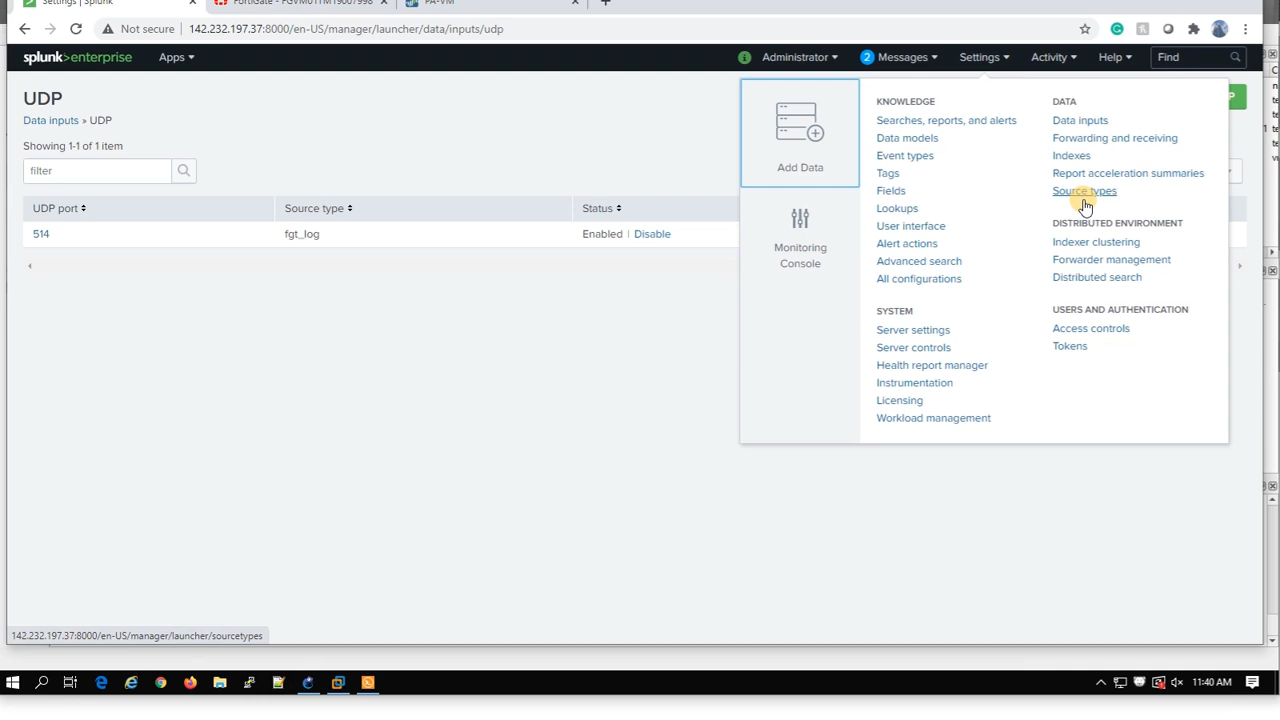 Settings | Splunk
FortiGate - FGVM01TM19007998
PA-VM
Not secure
142.232.197.37:8000/en-US/manager/launcher/data/inputs/udp
splunk>enterprise
Apps
i
Administrator
2
Messages
Settings
Activity
Help
Find
UDP
Data inputs » UDP
Showing 1-1 of 1 item
filter
UDP port
Source type
Status
514
fgt_log
Enabled | Disable
Add Data
Monitoring
Console
KNOWLEDGE
Searches, reports, and alerts
Data models
Event types
Tags
Fields
Lookups
User interface
Alert actions
Advanced search
All configurations
SYSTEM
Server settings
Server controls
Health report manager
Instrumentation
Licensing
Workload management
DATA
Data inputs
Forwarding and receiving
Indexes
Report acceleration summaries
Source types
DISTRIBUTED ENVIRONMENT
Indexer clustering
Forwarder management
Distributed search
USERS AND AUTHENTICATION
Access controls
Tokens
142.232.197.37:8000/en-US/manager/launcher/sourcetypes
11:40 AM